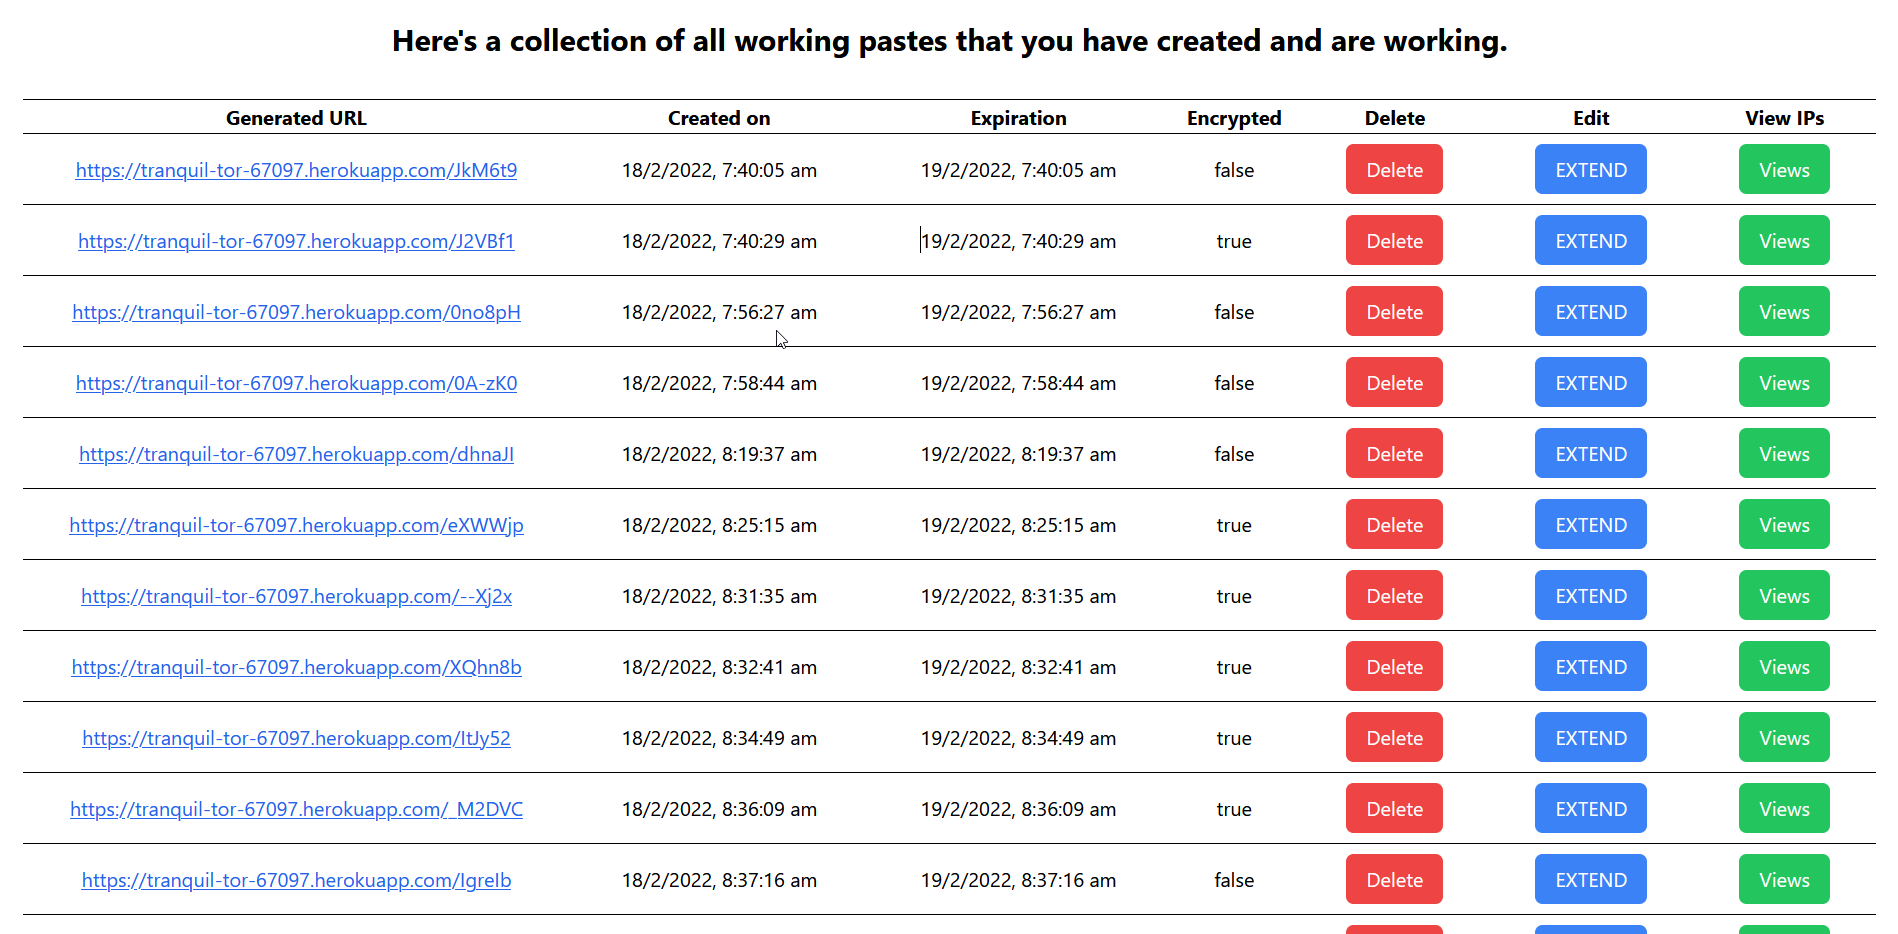 Here's a collection of all working pastes that you have created and are working.
Generated URL Created on Expiration Encrypted Delete Edit View IPs
https://tranquil-tor-67097.herokuapp.com/JkM6t9 18/2/2022, 7:40:05 am 19/2/2022, 7:40:05 am false Delete EXTEND Views
https://tranquil-tor-67097.herokuapp.com/J2VBf1 18/2/2022, 7:40:29 am 19/2/2022, 7:40:29 am true Delete EXTEND Views
https://tranquil-tor-67097.herokuapp.com/0no8pH 18/2/2022, 7:56:27 am 19/2/2022, 7:56:27 am false Delete EXTEND Views
https://tranquil-tor-67097.herokuapp.com/0A-zK0 18/2/2022, 7:58:44 am 19/2/2022, 7:58:44 am false Delete EXTEND Views
https://tranquil-tor-67097.herokuapp.com/dhnaJI 18/2/2022, 8:19:37 am 19/2/2022, 8:19:37 am false Delete EXTEND Views
https://tranquil-tor-67097.herokuapp.com/eXWWjp 18/2/2022, 8:25:15 am 19/2/2022, 8:25:15 am true Delete EXTEND Views
https://tranquil-tor-67097.herokuapp.com/--Xj2x 18/2/2022, 8:31:35 am 19/2/2022, 8:31:35 am true Delete EXTEND Views
https://tranquil-tor-67097.herokuapp.com/XQhn8b 18/2/2022, 8:32:41 am 19/2/2022, 8:32:41 am true Delete EXTEND Views
https://tranquil-tor-67097.herokuapp.com/ItJy52 18/2/2022, 8:34:49 am 19/2/2022, 8:34:49 am true Delete EXTEND Views
https://tranquil-tor-67097.herokuapp.com/_M2DVC 18/2/2022, 8:36:09 am 19/2/2022, 8:36:09 am true Delete EXTEND Views
https://tranquil-tor-67097.herokuapp.com/IgreIb 18/2/2022, 8:37:16 am 19/2/2022, 8:37:16 am false Delete EXTEND Views